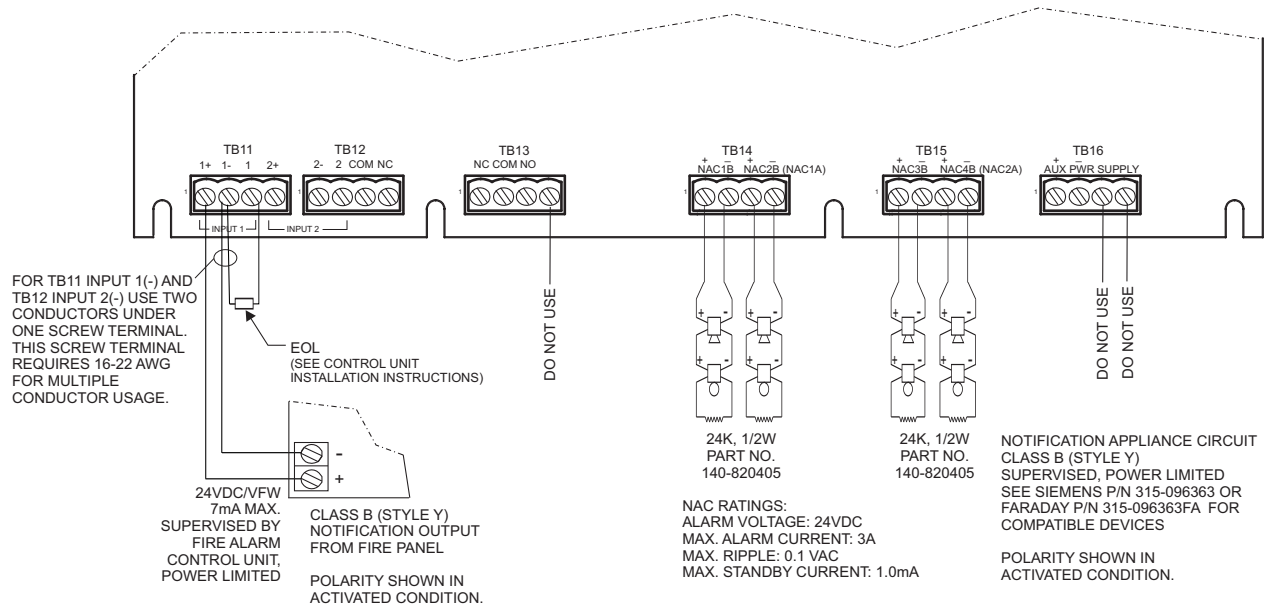 TB11
1+ 1- 1 2+
1
INPUT 1
TB12
2- 2 COM NC
INPUT 2
1
TB13
NC COM NO
1
DO NOT USE
TB14
+ – + –
NAC1B NAC2B (NAC1A)
1
TB15
+ – + –
NAC3B NAC4B (NAC2A)
1
TB16
+ –
AUX PWR SUPPLY
1
DO NOT USE
DO NOT USE
FOR TB11 INPUT 1(-) AND
TB12 INPUT 2(-) USE TWO
CONDUCTORS UNDER
ONE SCREW TERMINAL.
THIS SCREW TERMINAL
REQUIRES 16-22 AWG
FOR MULTIPLE
CONDUCTOR USAGE.
EOL
(SEE CONTROL UNIT
INSTALLATION INSTRUCTIONS)
-
+
24VDC/VFW
7mA MAX.
SUPERVISED BY
FIRE ALARM
CONTROL UNIT,
POWER LIMITED
CLASS B (STYLE Y)
NOTIFICATION OUTPUT
FROM FIRE PANEL
POLARITY SHOWN IN
ACTIVATED CONDITION.
+ - + -
+ - + -
24K, 1/2W
PART NO.
140-820405
+ - + -
+ - + -
24K, 1/2W
PART NO.
140-820405
NAC RATINGS:
ALARM VOLTAGE: 24VDC
MAX. ALARM CURRENT: 3A
MAX. RIPPLE: 0.1 VAC
MAX. STANDBY CURRENT: 1.0mA
NOTIFICATION APPLIANCE CIRCUIT
CLASS B (STYLE Y)
SUPERVISED, POWER LIMITED
SEE SIEMENS P/N 315-096363 OR
FARADAY P/N 315-096363FA FOR
COMPATIBLE DEVICES
POLARITY SHOWN IN
ACTIVATED CONDITION.